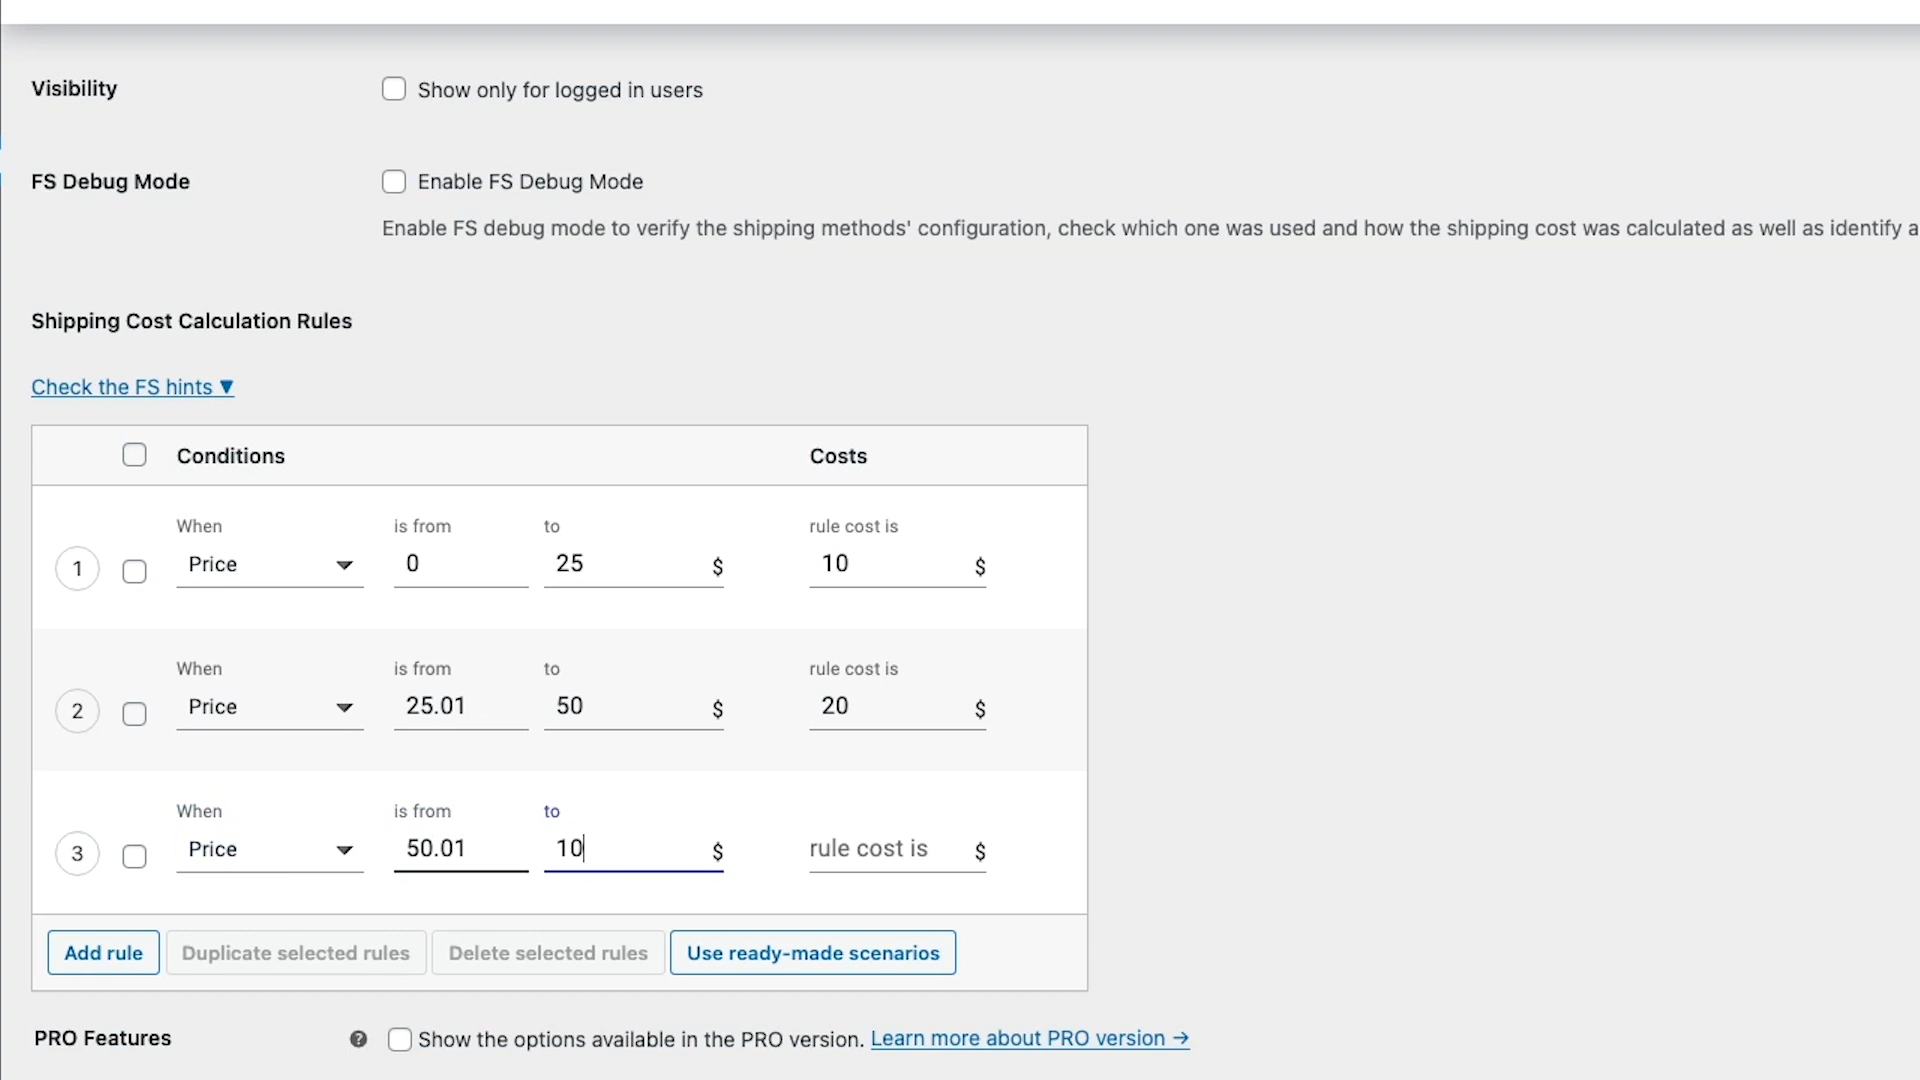 Visibility
Show only for logged in users
FS Debug Mode
Enable FS Debug Mode
Enable FS debug mode to verify the shipping methods' configuration, check which one was used and how the shipping cost was calculated as well as identify a
Shipping Cost Calculation Rules
Check the FS hints ▼
Conditions Costs
When is from to rule cost is
1 Price 0 25 $ 10 $
When is from to rule cost is
2 Price 25.01 50 $ 20 $
When is from to
3 Price 50.01 10 $ rule cost is $
Add rule Duplicate selected rules Delete selected rules Use ready-made scenarios
PRO Features ? Show the options available in the PRO version. Learn more about PRO version →